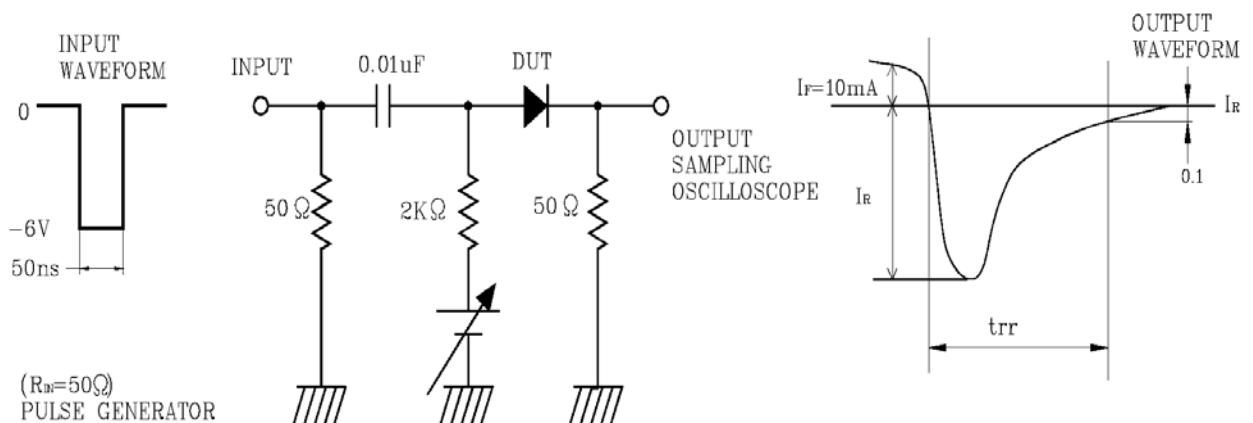 INPUT
WAVEFORM
0
-6V
50ns
(RIN=50Ω)
PULSE GENERATOR
INPUT
0.01uF
DUT
50Ω
2KΩ
50Ω
OUTPUT
SAMPLING
OSCILLOSCOPE
OUTPUT
WAVEFORM
IF=10mA
IR
IR
0.1
trr